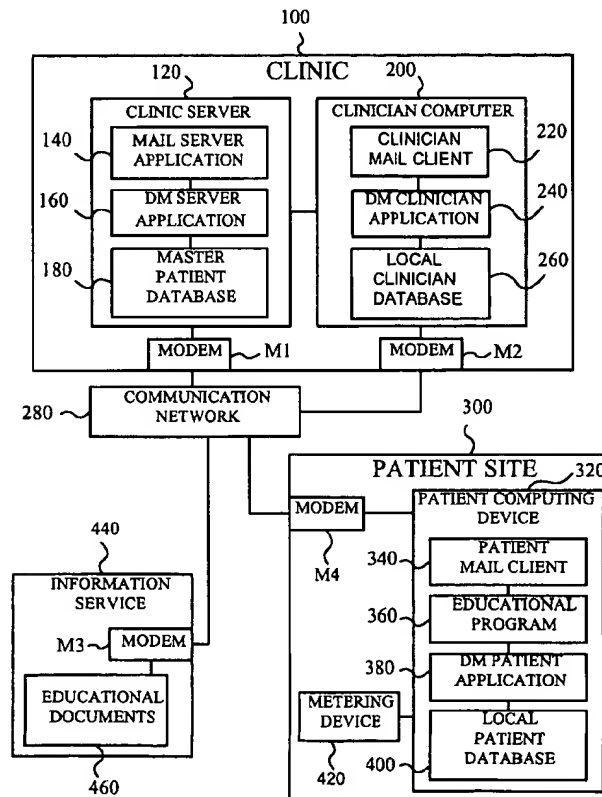 100
CLINIC
120
200
CLINIC SERVER
CLINICIAN COMPUTER
140
MAIL SERVER
APPLICATION
CLINICIAN
MAIL CLIENT
220
160
DM SERVER
APPLICATION
DM CLINICIAN
APPLICATION
240
180
MASTER
PATIENT
DATABASE
LOCAL
CLINICIAN
DATABASE
260
MODEM
M1
MODEM
M2
280
COMMUNICATION
NETWORK
300
PATIENT SITE
320
MODEM
M4
PATIENT COMPUTING
DEVICE
340
PATIENT
MAIL CLIENT
360
EDUCATIONAL
PROGRAM
380
DM PATIENT
APPLICATION
METERING
DEVICE
420
400
LOCAL
PATIENT
DATABASE
440
INFORMATION
SERVICE
M3
MODEM
EDUCATIONAL
DOCUMENTS
460